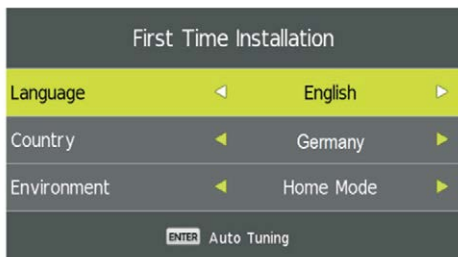 First Time Installation
Language English
Country Germany
Environment Home Mode
ENTER Auto Tuning